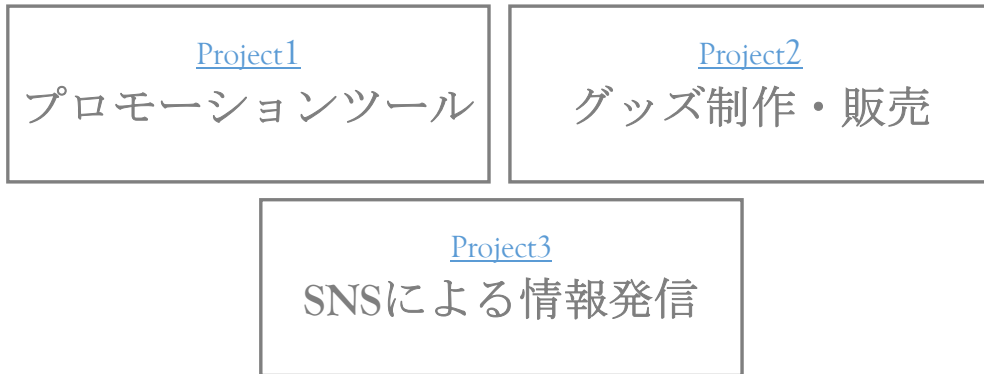 Project1
プロモーションツール
Project2
グッズ制作・販売
Project3
SNSによる情報発信